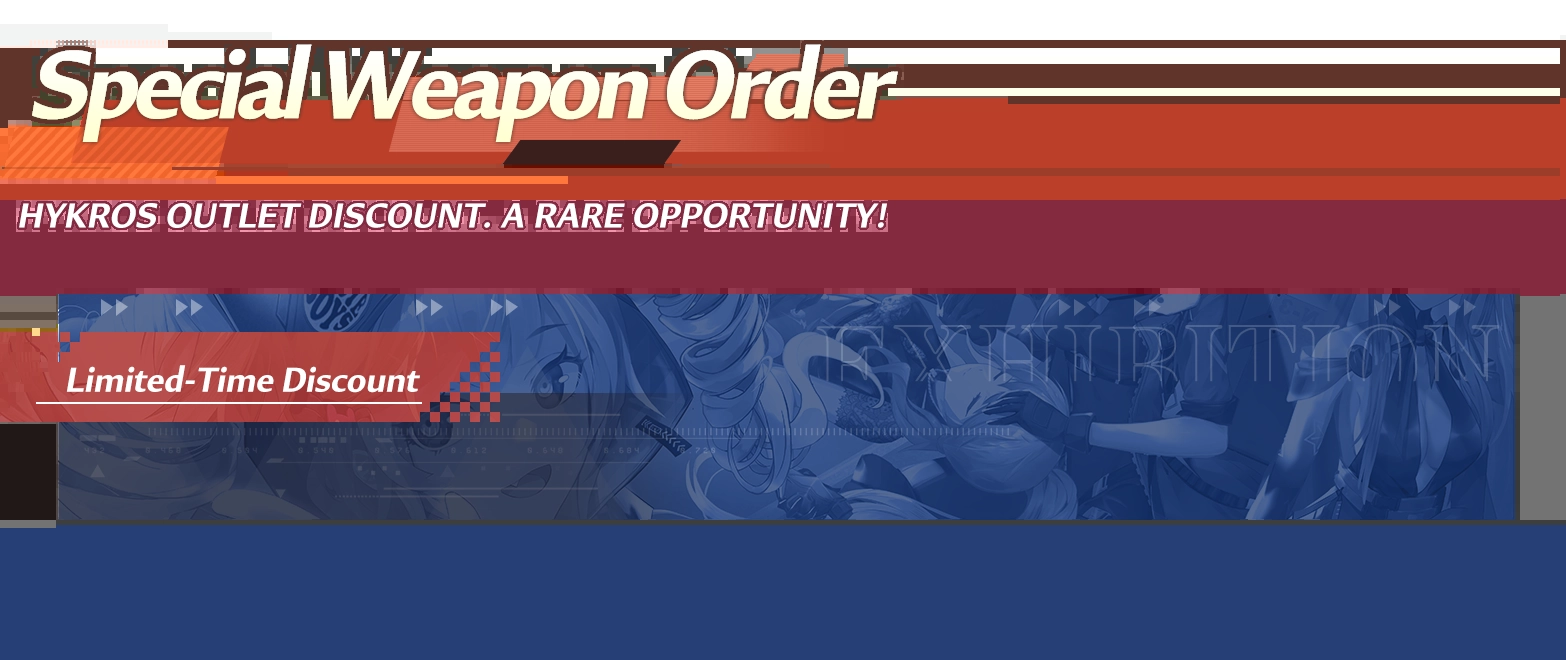 Special Weapon Order
HYKROS OUTLET DISCOUNT. A RARE OPPORTUNITY!
EXHIBITION
Limited-Time Discount